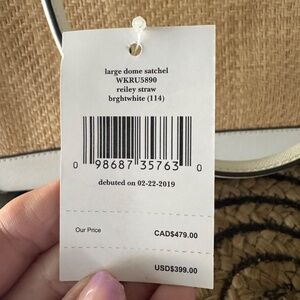 large dome satchel
WKRU5890
reiley straw
brghtwhite (114)
0 98687 35763 0
debuted on 02-22-2019
Our Price CAD$479.00
USD$399.00